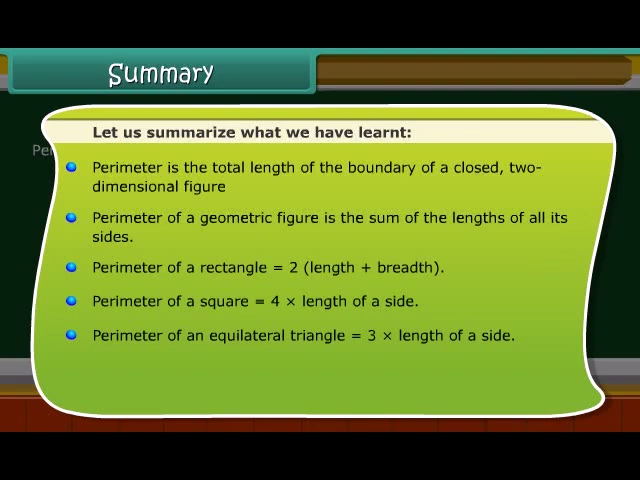 Summary
Let us summarize what we have learnt:
Perimeter is the total length of the boundary of a closed, two-
dimensional figure
Perimeter of a geometric figure is the sum of the lengths of all its
sides.
Perimeter of a rectangle = 2 (length + breadth).
Perimeter of a square = 4 × length of a side.
Perimeter of an equilateral triangle = 3 × length of a side.